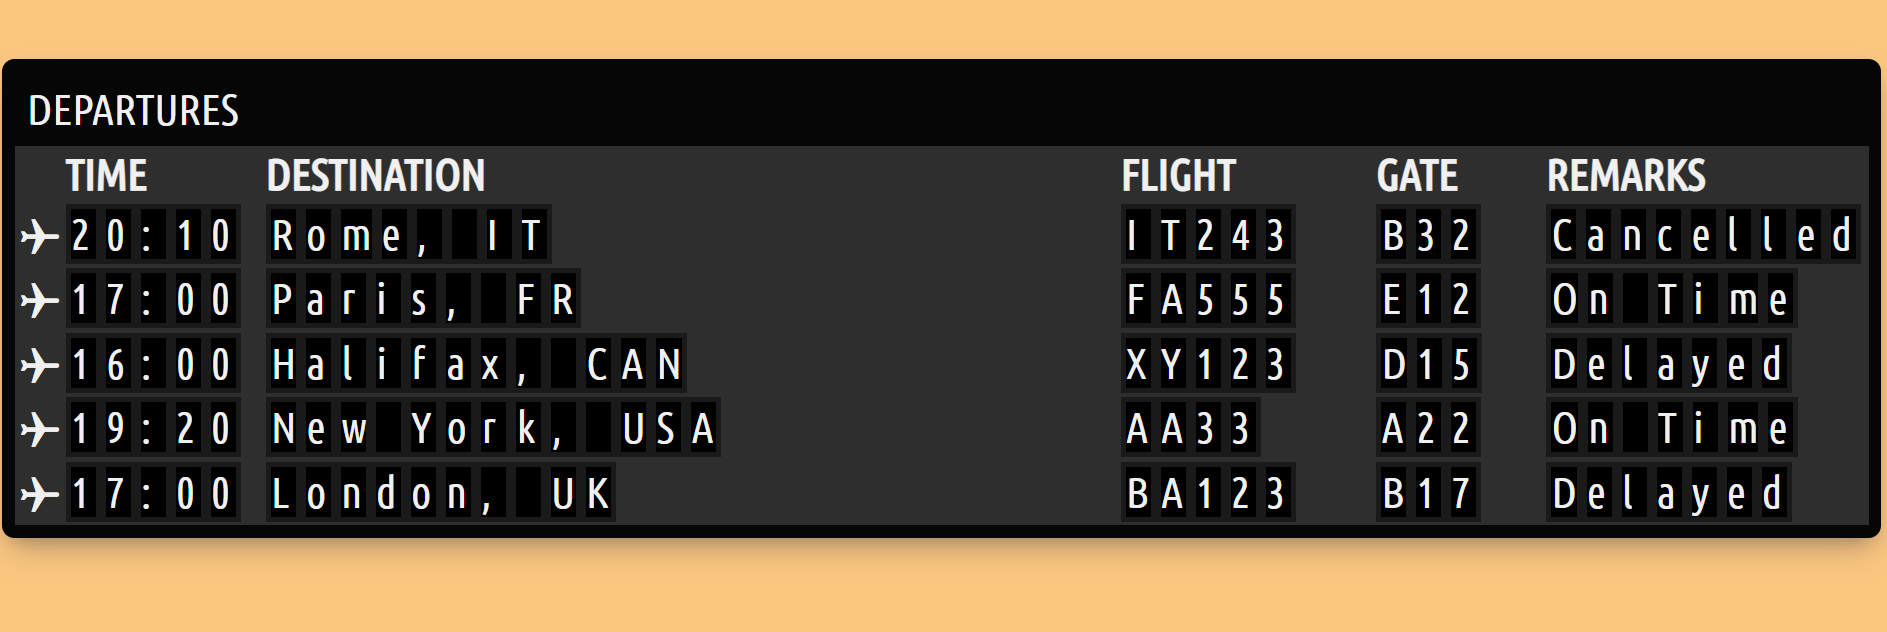 DEPARTURES
TIME DESTINATION FLIGHT GATE REMARKS
20:10 Rome, IT IT243 B32 Cancelled
17:00 Paris, FR FA555 E12 On Time
16:00 Halifax, CAN XY123 D15 Delayed
19:20 New York, USA AA33 A22 On Time
17:00 London, UK BA123 B17 Delayed